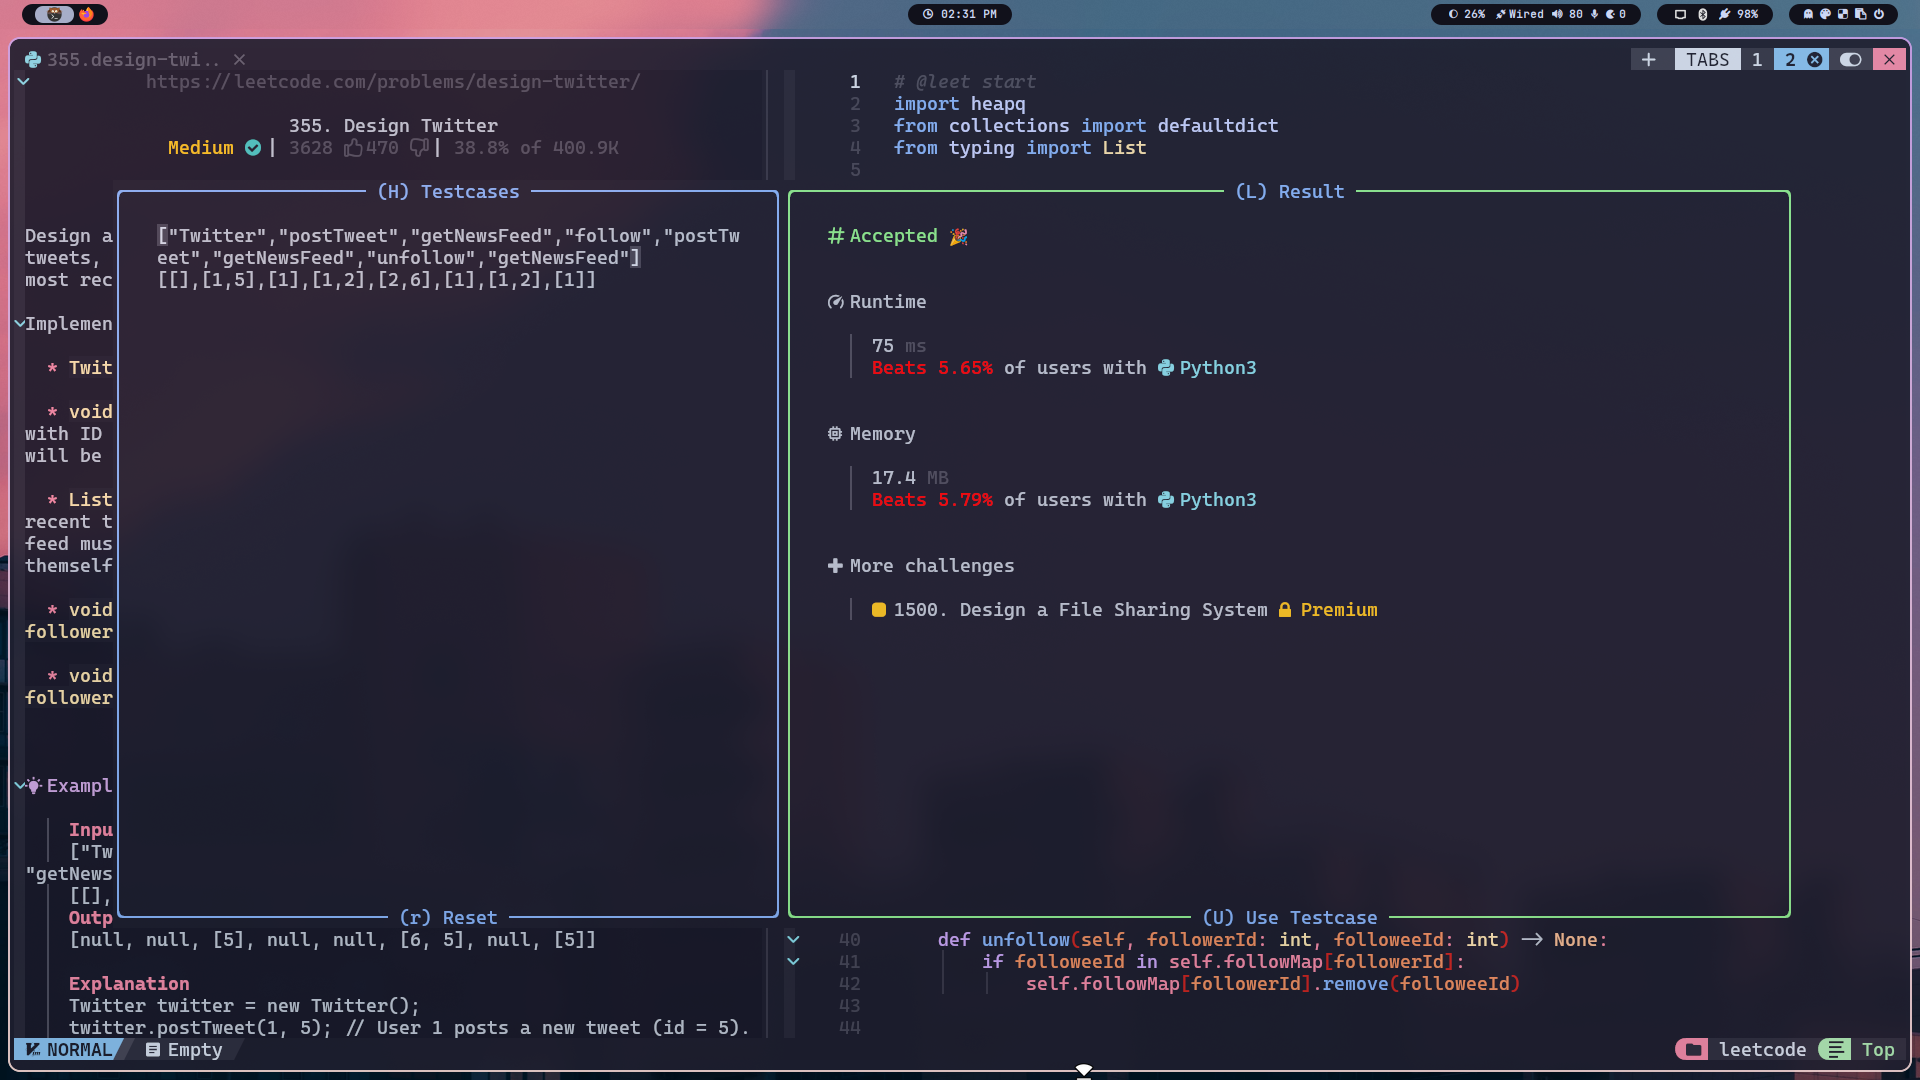 02:31 PM
26% Wired 80 0 98%
355.design-twi..
+ TABS 1 2
https://leetcode.com/problems/design-twitter/
355. Design Twitter
Medium | 3628 470 | 38.8% of 400.9K
1 # @leet start
2 import heapq
3 from collections import defaultdict
4 from typing import List
5
Design a
tweets,
most rec
Implemen
* Twit
* void
with ID
will be
* List
recent t
feed mus
themself
* void
follower
* void
follower
Exampl
Inpu
["Tw
"getNews
[[],
Outp
[null, null, [5], null, null, [6, 5], null, [5]]
Explanation
Twitter twitter = new Twitter();
twitter.postTweet(1, 5); // User 1 posts a new tweet (id = 5).
(H) Testcases
["Twitter","postTweet","getNewsFeed","follow","postTw
eet","getNewsFeed","unfollow","getNewsFeed"]
[[],[1,5],[1],[1,2],[2,6],[1],[1,2],[1]]
(r) Reset
(L) Result
# Accepted 🎉
Runtime
75 ms
Beats 5.65% of users with Python3
Memory
17.4 MB
Beats 5.79% of users with Python3
More challenges
1500. Design a File Sharing System Premium
(U) Use Testcase
40 def unfollow(self, followerId: int, followeeId: int) -> None:
41 if followeeId in self.followMap[followerId]:
42 self.followMap[followerId].remove(followeeId)
43
44
NORMAL Empty
leetcode Top